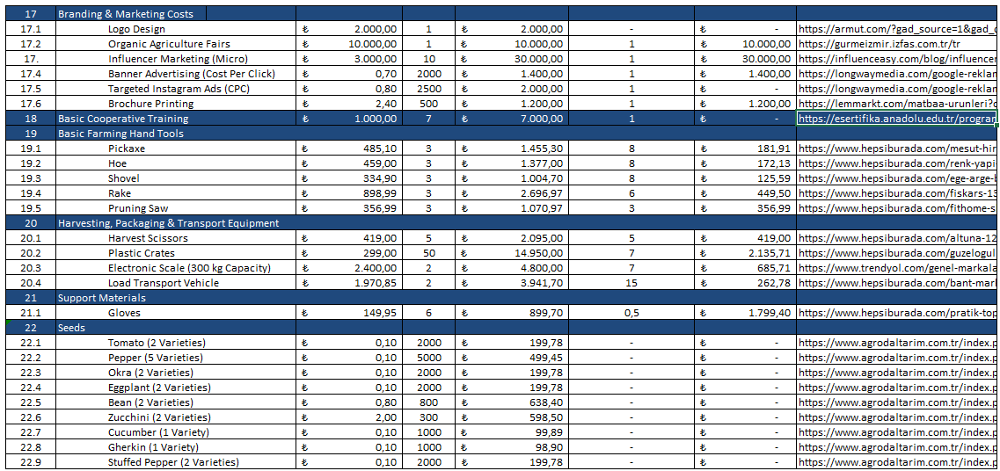 17 Branding & Marketing Costs
17.1 Logo Design ₺ 2.000,00 1 ₺ 2.000,00 - ₺ - https://armut.com/?gad_source=1&gad_c
17.2 Organic Agriculture Fairs ₺ 10.000,00 1 ₺ 10.000,00 1 ₺ 10.000,00 https://gurmeizmir.izfas.com.tr/tr
17. Influencer Marketing (Micro) ₺ 3.000,00 10 ₺ 30.000,00 1 ₺ 30.000,00 https://influenceasy.com/blog/influencer
17.4 Banner Advertising (Cost Per Click) ₺ 0,70 2000 ₺ 1.400,00 1 ₺ 1.400,00 https://longwaymedia.com/google-reklam
17.5 Targeted Instagram Ads (CPC) ₺ 0,80 2500 ₺ 2.000,00 1 ₺ - https://longwaymedia.com/google-reklam
17.6 Brochure Printing ₺ 2,40 500 ₺ 1.200,00 1 ₺ 1.200,00 https://lemmarkt.com/matbaa-urunleri?c
18 Basic Cooperative Training ₺ 1.000,00 7 ₺ 7.000,00 1 ₺ - https://esertifika.anadolu.edu.tr/program
19 Basic Farming Hand Tools
19.1 Pickaxe ₺ 485,10 3 ₺ 1.455,30 8 ₺ 181,91 https://www.hepsiburada.com/mesut-hir
19.2 Hoe ₺ 459,00 3 ₺ 1.377,00 8 ₺ 172,13 https://www.hepsiburada.com/renk-yapi-
19.3 Shovel ₺ 334,90 3 ₺ 1.004,70 8 ₺ 125,59 https://www.hepsiburada.com/ege-arge-b
19.4 Rake ₺ 898,99 3 ₺ 2.696,97 6 ₺ 449,50 https://www.hepsiburada.com/fiskars-13
19.5 Pruning Saw ₺ 356,99 3 ₺ 1.070,97 3 ₺ 356,99 https://www.hepsiburada.com/fithome-s
20 Harvesting, Packaging & Transport Equipment
20.1 Harvest Scissors ₺ 419,00 5 ₺ 2.095,00 5 ₺ 419,00 https://www.hepsiburada.com/altuna-12
20.2 Plastic Crates ₺ 299,00 50 ₺ 14.950,00 7 ₺ 2.135,71 https://www.hepsiburada.com/guzelogul
20.3 Electronic Scale (300 kg Capacity) ₺ 2.400,00 2 ₺ 4.800,00 7 ₺ 685,71 https://www.trendyol.com/genel-markala
20.4 Load Transport Vehicle ₺ 1.970,85 2 ₺ 3.941,70 15 ₺ 262,78 https://www.hepsiburada.com/bant-marl
21 Support Materials
21.1 Gloves ₺ 149,95 6 ₺ 899,70 0,5 ₺ 1.799,40 https://www.hepsiburada.com/pratik-top
22 Seeds
22.1 Tomato (2 Varieties) ₺ 0,10 2000 ₺ 199,78 - ₺ - https://www.agrodaltarim.com.tr/index.p
22.2 Pepper (5 Varieties) ₺ 0,10 5000 ₺ 499,45 - ₺ - https://www.agrodaltarim.com.tr/index.p
22.3 Okra (2 Varieties) ₺ 0,10 2000 ₺ 199,78 - ₺ - https://www.agrodaltarim.com.tr/index.p
22.4 Eggplant (2 Varieties) ₺ 0,10 2000 ₺ 199,78 - ₺ - https://www.agrodaltarim.com.tr/index.p
22.5 Bean (2 Varieties) ₺ 0,80 800 ₺ 638,40 - ₺ - https://www.agrodaltarim.com.tr/index.p
22.6 Zucchini (2 Varieties) ₺ 2,00 300 ₺ 598,50 - ₺ - https://www.agrodaltarim.com.tr/index.p
22.7 Cucumber (1 Variety) ₺ 0,10 1000 ₺ 99,89 - ₺ - https://www.agrodaltarim.com.tr/index.p
22.8 Gherkin (1 Variety) ₺ 0,10 1000 ₺ 98,90 - ₺ - https://www.agrodaltarim.com.tr/index.p
22.9 Stuffed Pepper (2 Varieties) ₺ 0,10 2000 ₺ 199,78 - ₺ - https://www.agrodaltarim.com.tr/index.p